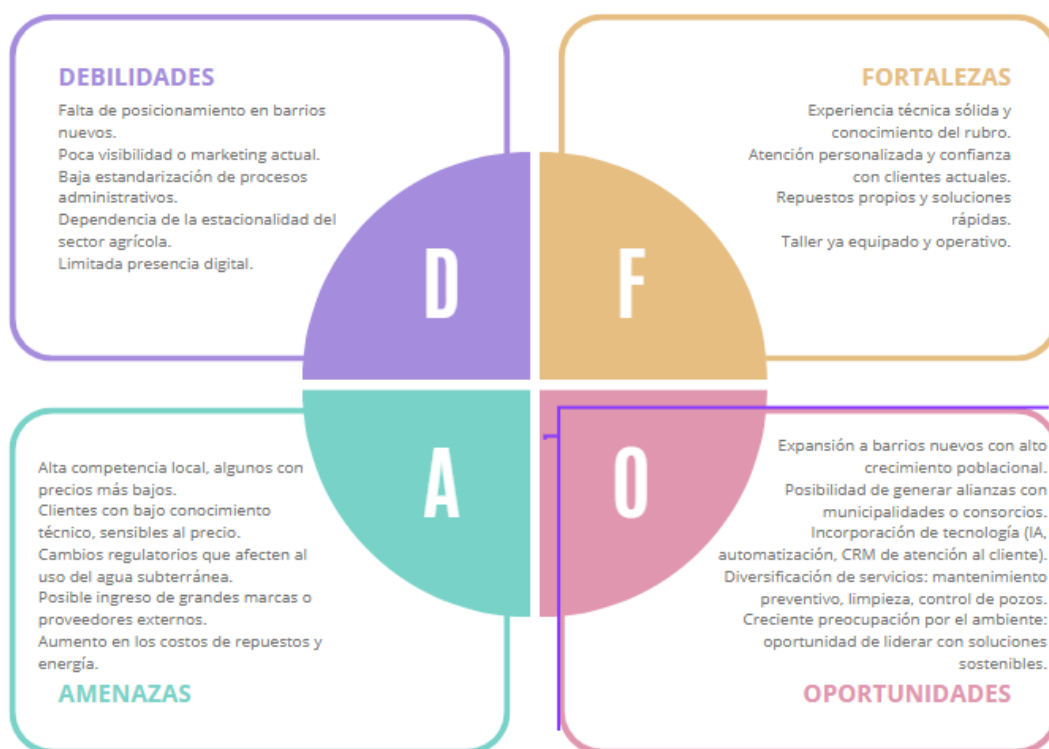 DEBILIDADES
Falta de posicionamiento en barrios
nuevos.
Poca visibilidad o marketing actual.
Baja estandarización de procesos
administrativos.
Dependencia de la estacionalidad del
sector agrícola.
Limitada presencia digital.
FORTALEZAS
Experiencia técnica sólida y
conocimiento del rubro.
Atención personalizada y confianza
con clientes actuales.
Repuestos propios y soluciones
rápidas.
Taller ya equipado y operativo.
D
F
A
O
Alta competencia local, algunos con
precios más bajos.
Clientes con bajo conocimiento
técnico, sensibles al precio.
Cambios regulatorios que afecten al
uso del agua subterránea.
Posible ingreso de grandes marcas o
proveedores externos.
Aumento en los costos de repuestos y
energía.
AMENAZAS
Expansión a barrios nuevos con alto
crecimiento poblacional.
Posibilidad de generar alianzas con
municipalidades o consorcios.
Incorporación de tecnología (IA,
automatización, CRM de atención al cliente).
Diversificación de servicios: mantenimiento
preventivo, limpieza, control de pozos.
Creciente preocupación por el ambiente:
oportunidad de liderar con soluciones
sostenibles.
OPORTUNIDADES